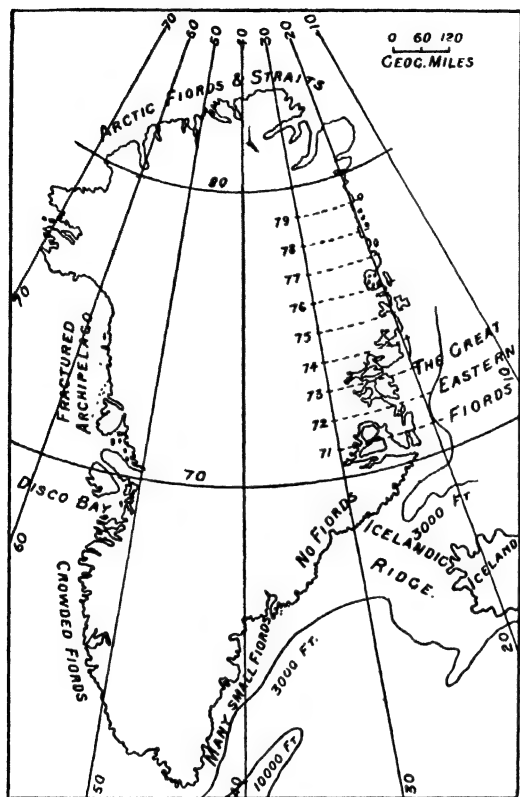 70
60
50
40
30
20
10
0 60 120
GEOG. MILES
ARCTIC FIORDS & STRAITS
80
79
78
77
76
75
74
73
72
71
70
FRACTURED
ARCHIPELAGO
THE GREAT
EASTERN
FIORDS
10
70
DISCO BAY
60
NO FIORDS
3000 FT
ICELANDIC
RIDGE.
ICELAND
20
CROWDED FIORDS
MANY SMALL FIORDS
3000 FT.
10000 FT
50
40
30